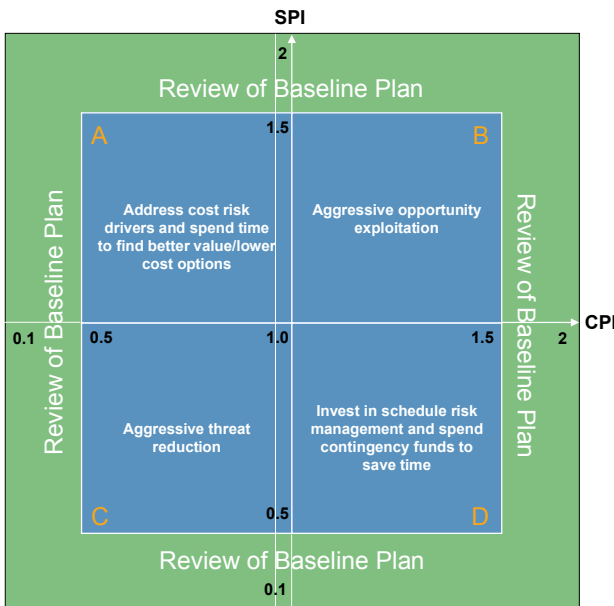 SPI
2
Review of Baseline Plan
1.5
A
B
Address cost risk
drivers and spend time
to find better value/lower
cost options
Aggressive opportunity
exploitation
Review of Baseline Plan
Review of Baseline Plan
CPI
0.1
0.5
1.0
1.5
2
Aggressive threat
reduction
Invest in schedule risk
management and spend
contingency funds to
save time
C
0.5
D
Review of Baseline Plan
0.1